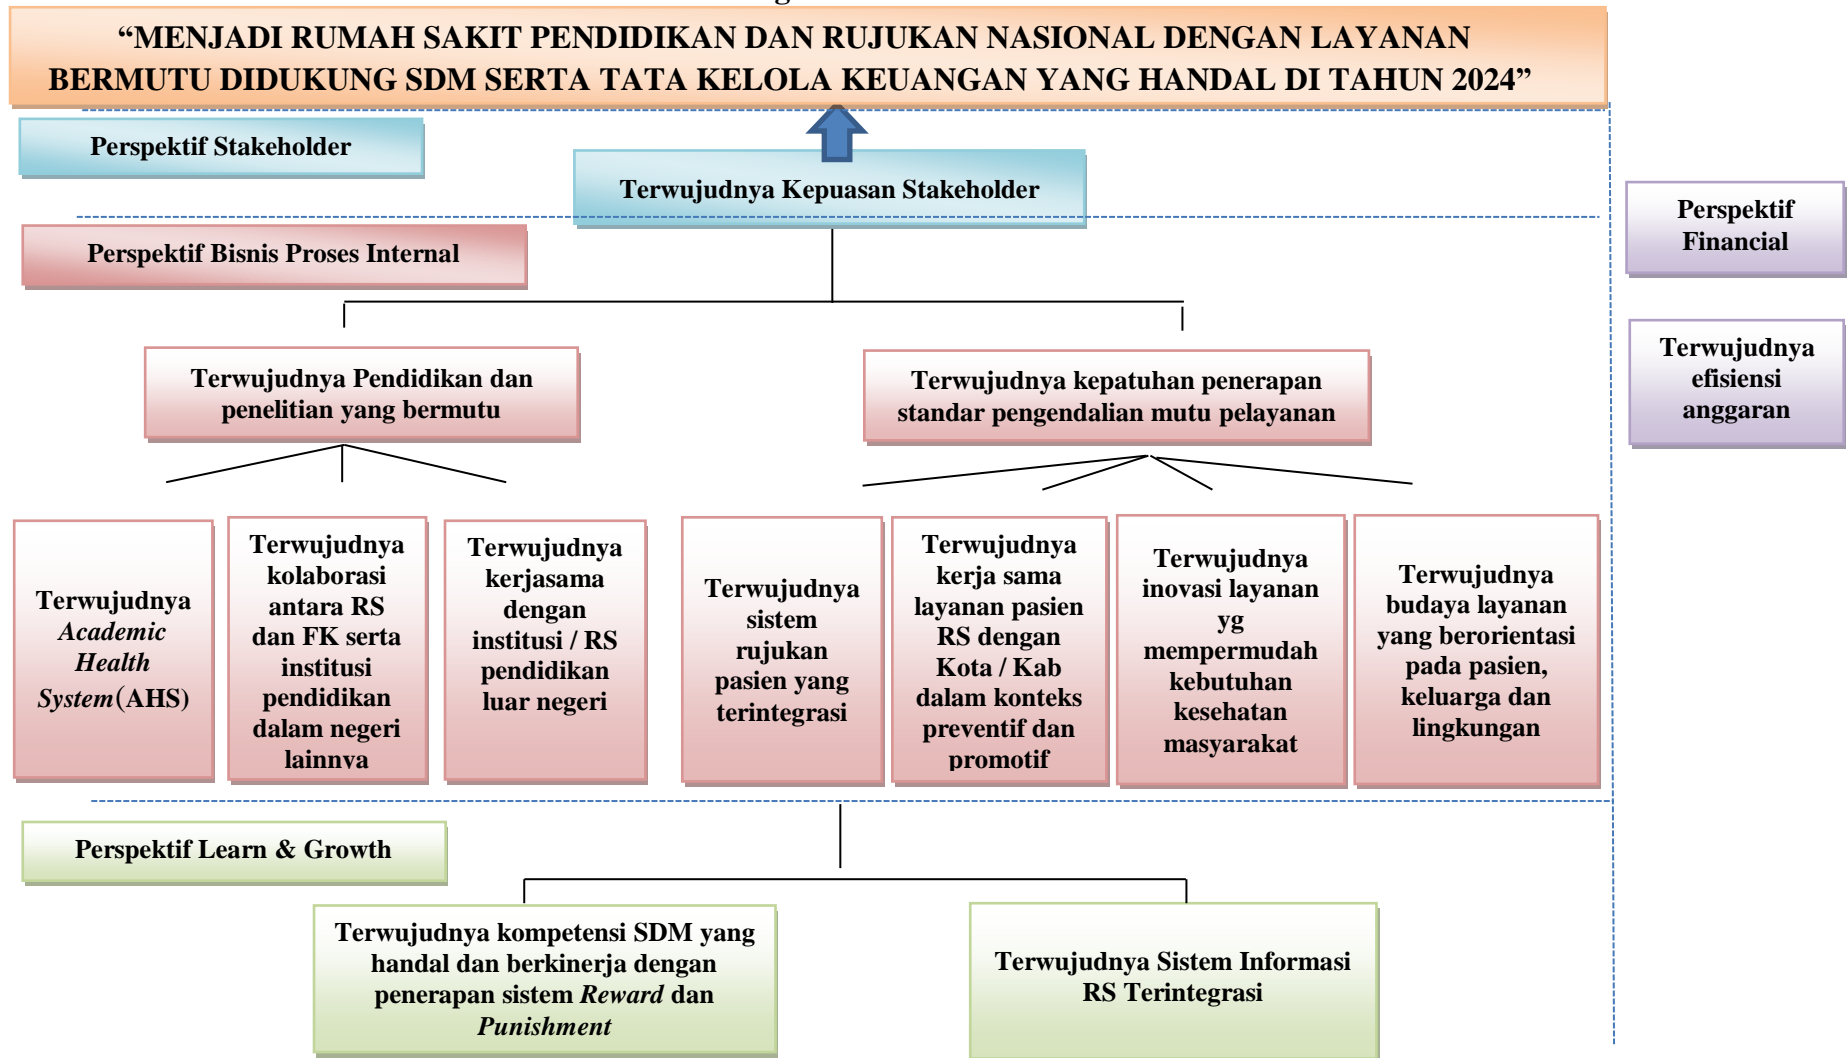 “MENJADI RUMAH SAKIT PENDIDIKAN DAN RUJUKAN NASIONAL DENGAN LAYANAN
BERMUTU DIDUKUNG SDM SERTA TATA KELOLA KEUANGAN YANG HANDAL DI TAHUN 2024”
Perspektif Stakeholder
Terwujudnya Kepuasan Stakeholder
Perspektif Bisnis Proses Internal
Terwujudnya Pendidikan dan
penelitian yang bermutu
Terwujudnya kepatuhan penerapan
standar pengendalian mutu pelayanan
Terwujudnya
Academic
Health
System(AHS)
Terwujudnya
kolaborasi
antara RS
dan FK serta
institusi
pendidikan
dalam negeri
lainnya
Terwujudnya
kerjasama
dengan
institusi / RS
pendidikan
luar negeri
Terwujudnya
sistem
rujukan
pasien yang
terintegrasi
Terwujudnya
kerja sama
layanan pasien
RS dengan
Kota / Kab
dalam konteks
preventif dan
promotif
Terwujudnya
inovasi layanan
yg
mempermudah
kebutuhan
kesehatan
masyarakat
Terwujudnya
budaya layanan
yang berorientasi
pada pasien,
keluarga dan
lingkungan
Perspektif Learn & Growth
Terwujudnya kompetensi SDM yang
handal dan berkinerja dengan
penerapan sistem Reward dan
Punishment
Terwujudnya Sistem Informasi
RS Terintegrasi
Perspektif
Financial
Terwujudnya
efisiensi
anggaran